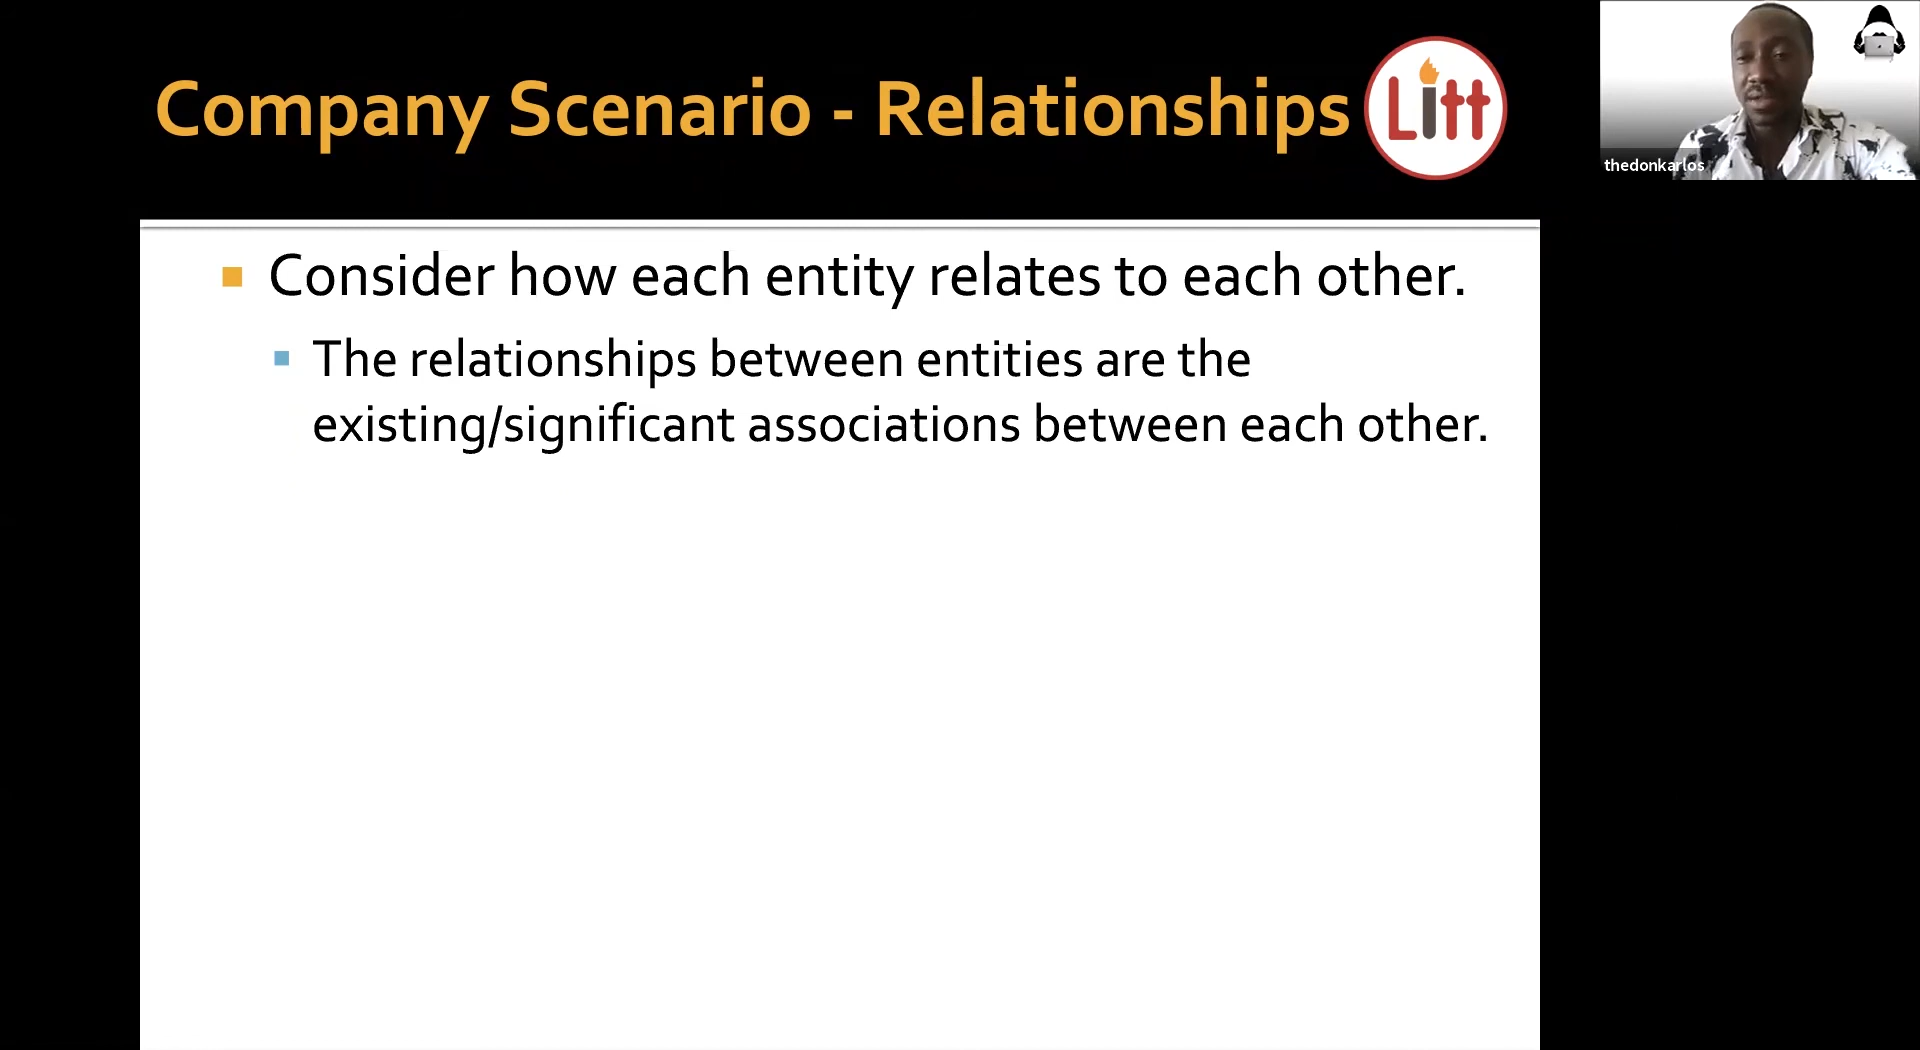 Company Scenario - Relationships
Litt
thedonkarlos
Consider how each entity relates to each other.
The relationships between entities are the
existing/significant associations between each other.